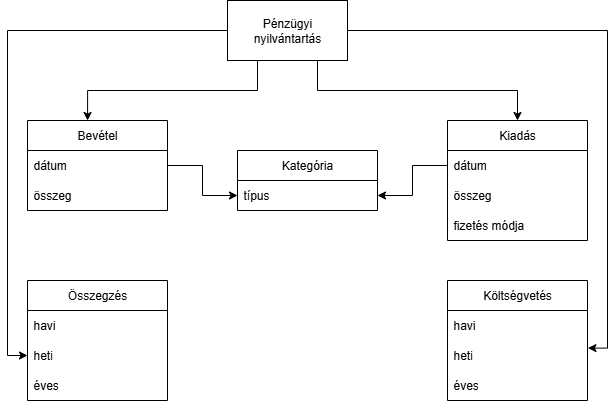 Pénzügyi
nyilvántartás
Bevétel
dátum
összeg
Kategória
típus
Kiadás
dátum
összeg
fizetés módja
Összegzés
havi
heti
éves
Költségvetés
havi
heti
éves